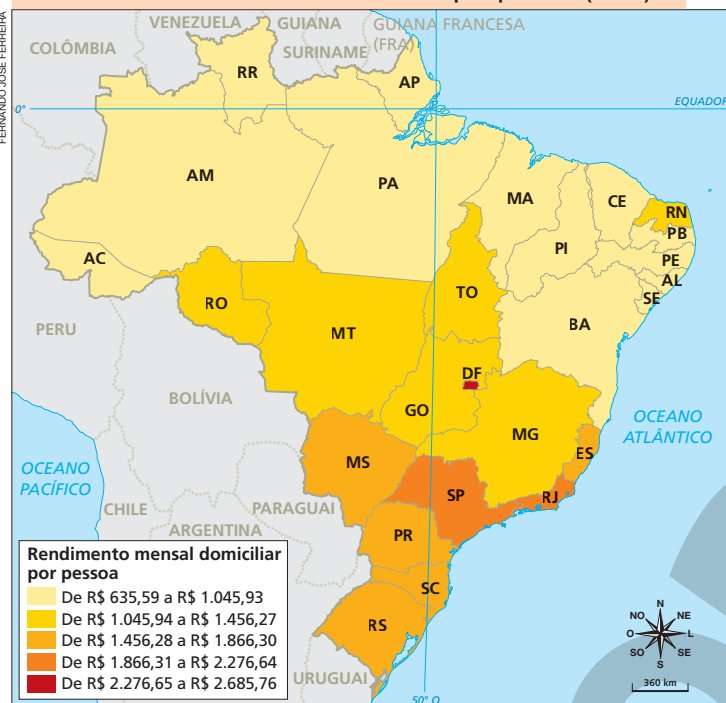 FERNANDO JOSÉ FERREIRA
VENEZUELA
GUIANA
GUIANA FRANCESA
(FRA)
COLÔMBIA
SURINAME
RR
AP
0°
EQUADOR
AM
PA
MA
CE
RN
PB
PI
PE
AC
AL
TO
SE
RO
BA
PERU
MT
DF
BOLÍVIA
GO
MG
OCEANO
ATLÂNTICO
ES
MS
OCEANO
PACÍFICO
SP
RJ
CHILE
PARAGUAI
ARGENTINA
PR
SC
RS
URUGUAI
Rendimento mensal domiciliar
por pessoa
De R$ 635,59 a R$ 1.045,93
De R$ 1.045,94 a R$ 1.456,27
De R$ 1.456,28 a R$ 1.866,30
De R$ 1.866,31 a R$ 2.276,64
De R$ 2.276,65 a R$ 2.685,76
N
NO
NE
O
L
SO
SE
S
360 km
50° O